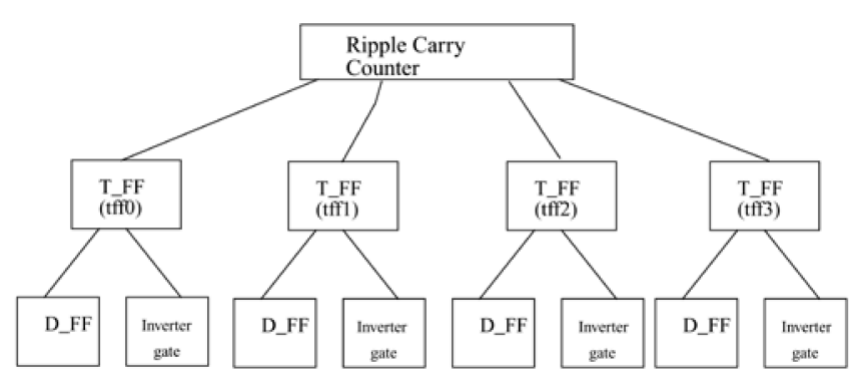 Ripple Carry
Counter
T_FF
(tff0)
T_FF
(tff1)
T_FF
(tff2)
T_FF
(tff3)
D_FF
Inverter
gate
D_FF
Inverter
gate
D_FF
Inverter
gate
D_FF
Inverter
gate